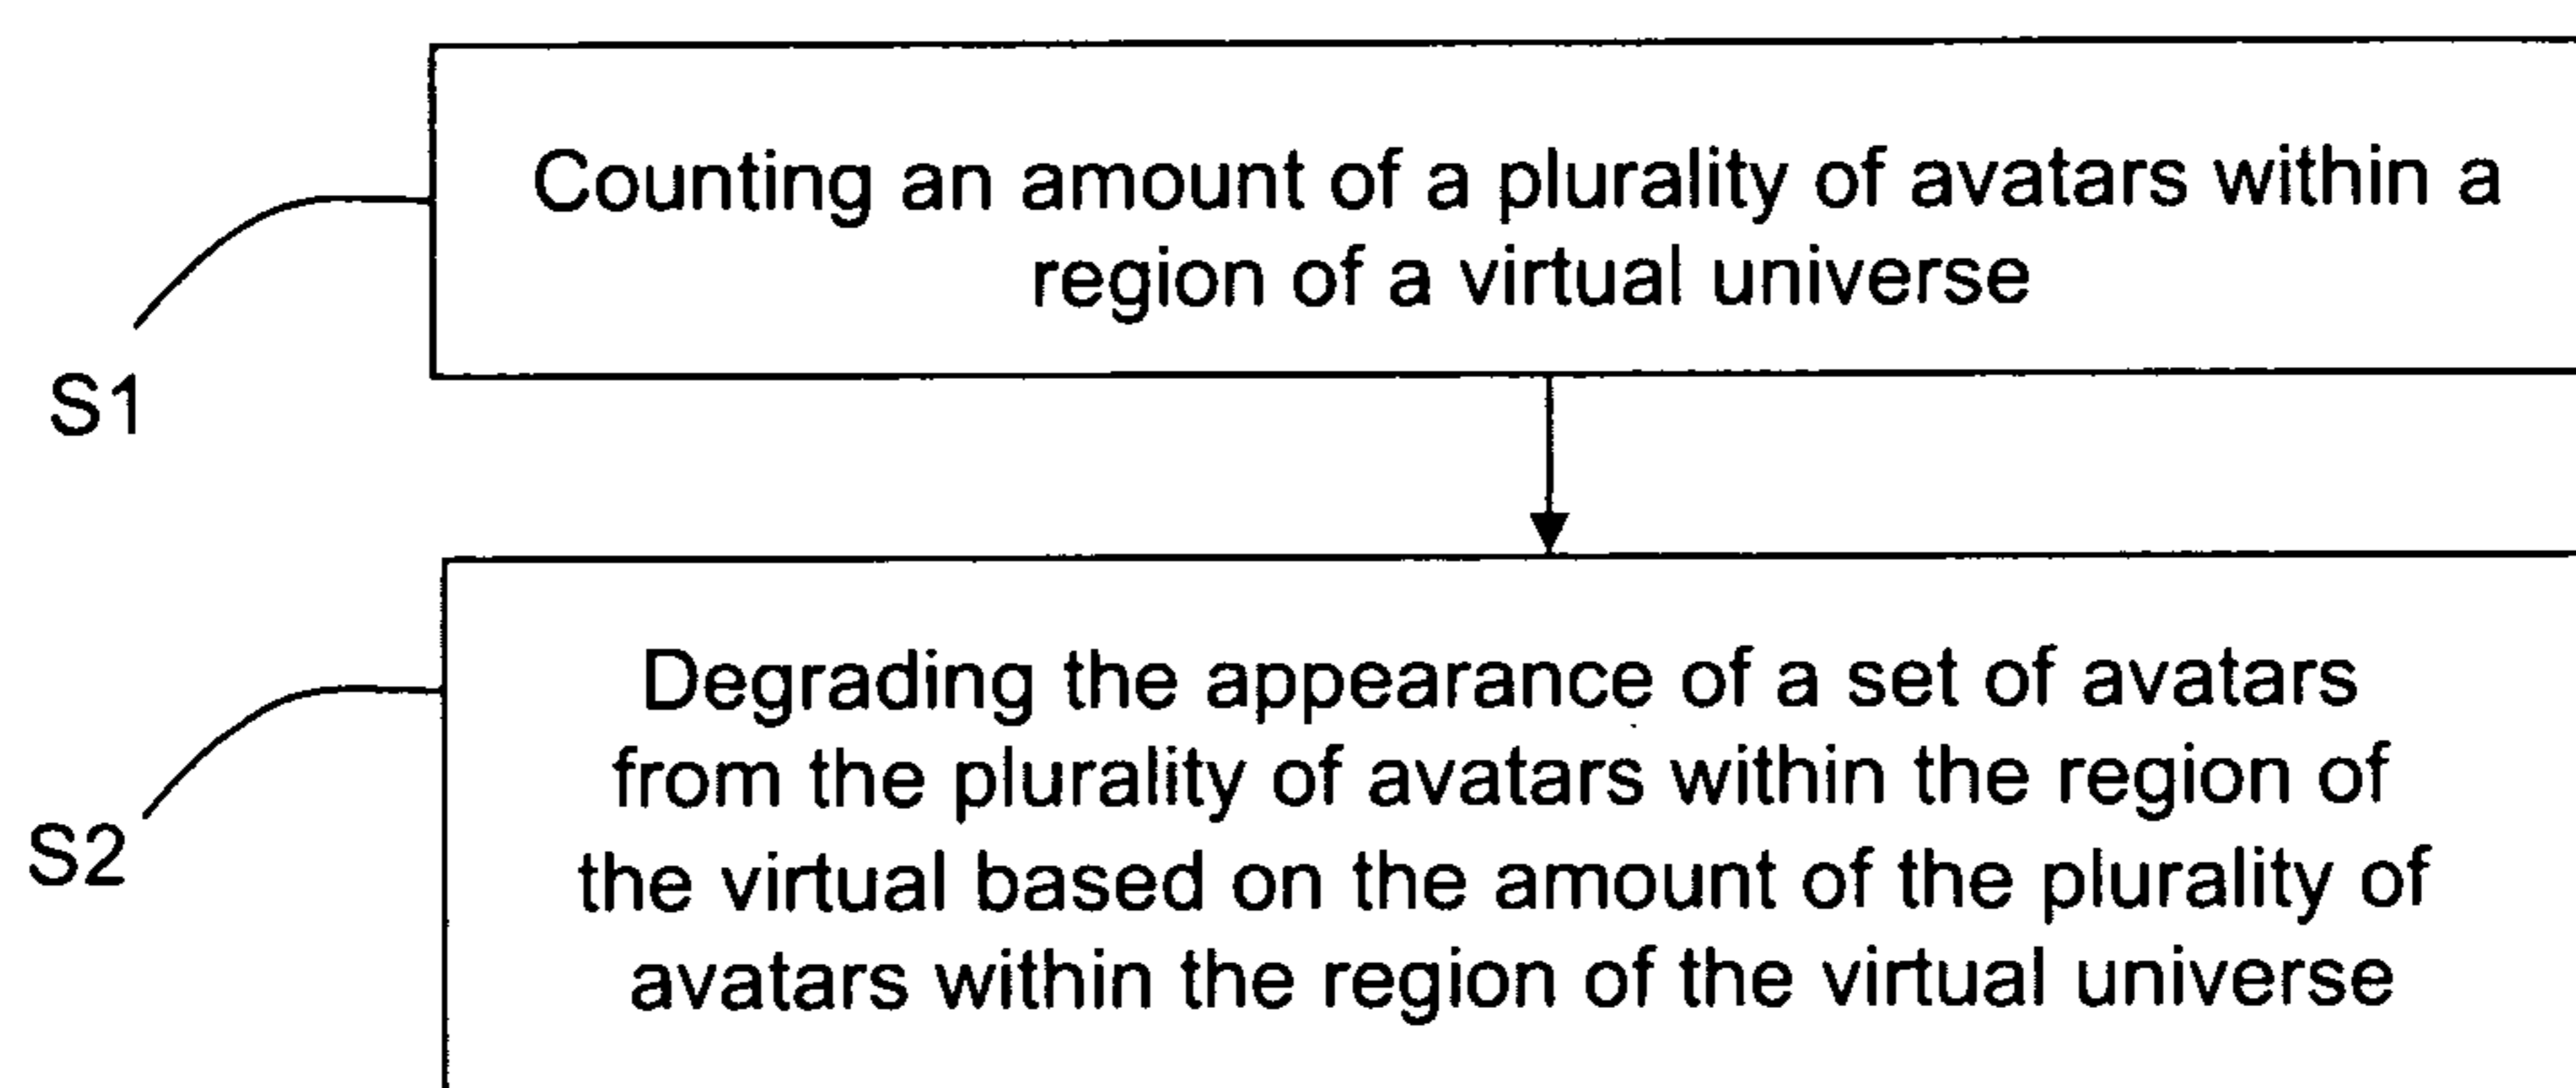 Counting an amount of a plurality of avatars within a
region of a virtual universe
S1
Degrading the appearance of a set of avatars
from the plurality of avatars within the region of
the virtual based on the amount of the plurality of
avatars within the region of the virtual universe
S2